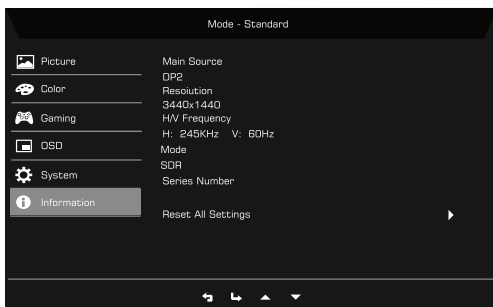 Mode - Standard
Picture
Color
Gaming
OSD
System
Information
Main Source
DP2
Resoiution
3440x1440
H/V Frequency
H: 245KHz V: 60Hz
Mode
SDR
Series Number
Reset All Settings